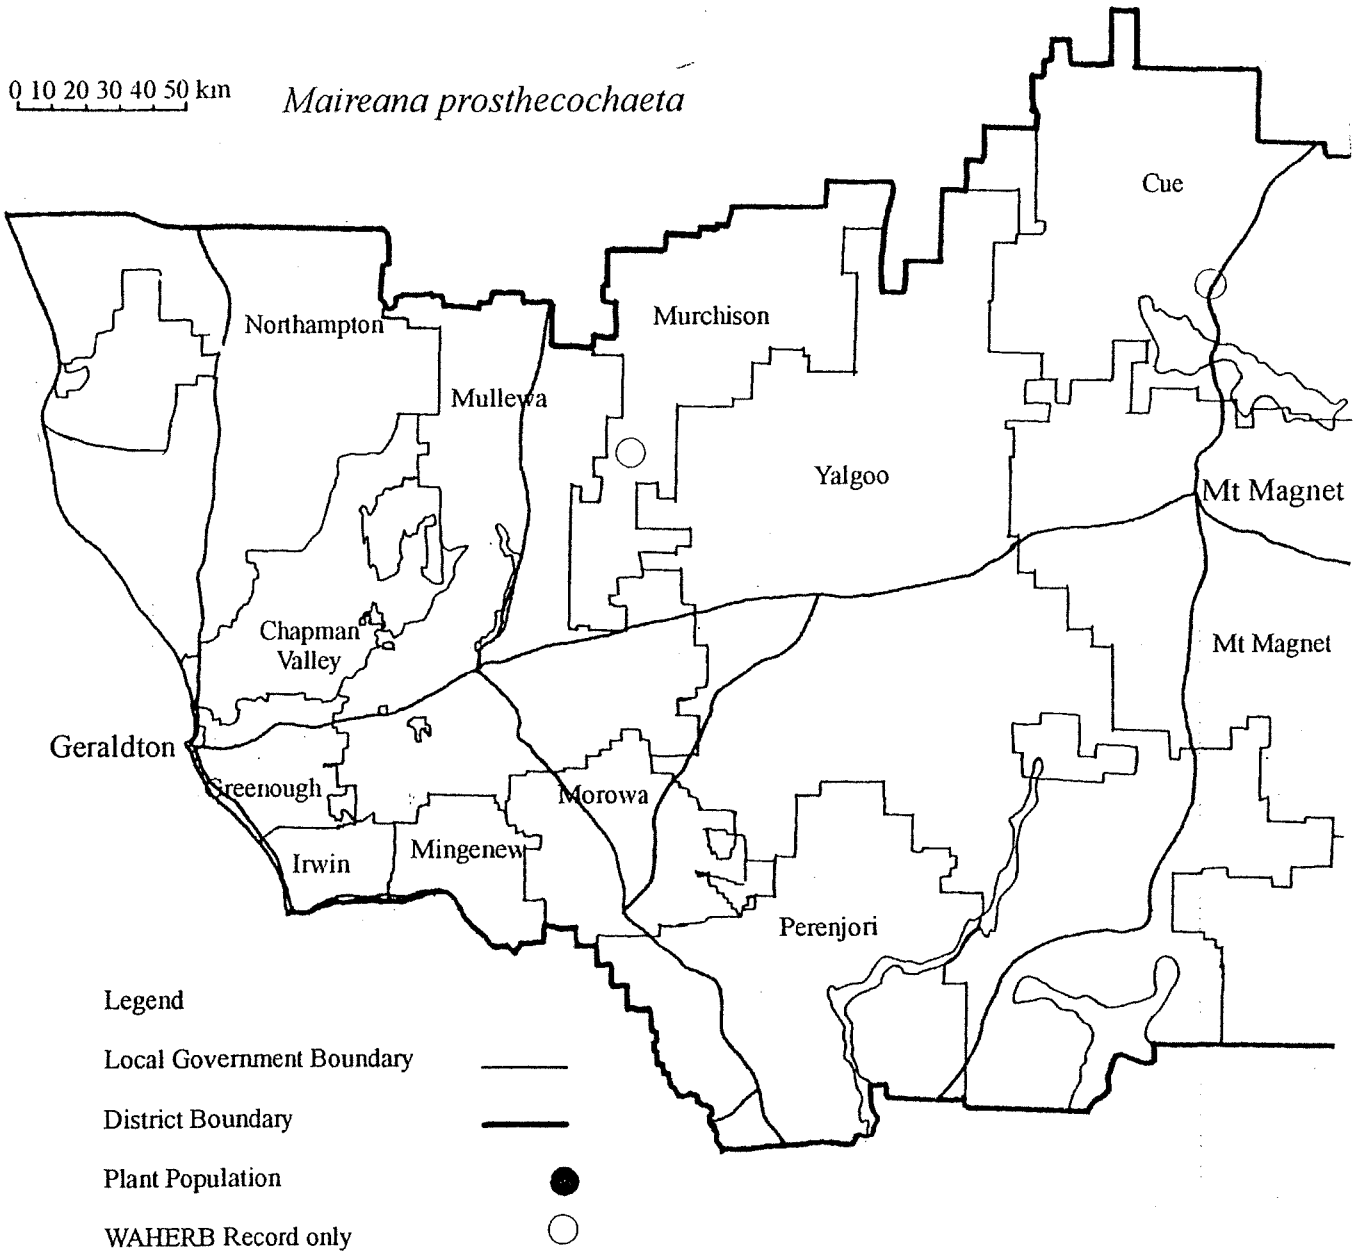 0 10 20 30 40 50 km
Maireana prosthecochaeta
Cue
Murchison
Northampton
Mullewa
Yalgoo
Mt Magnet
Chapman
Valley
Mt Magnet
Geraldton
Greenough
Morowa
Irwin
Mingenew
Perenjori
Legend
Local Government Boundary
District Boundary
Plant Population
WAHERB Record only